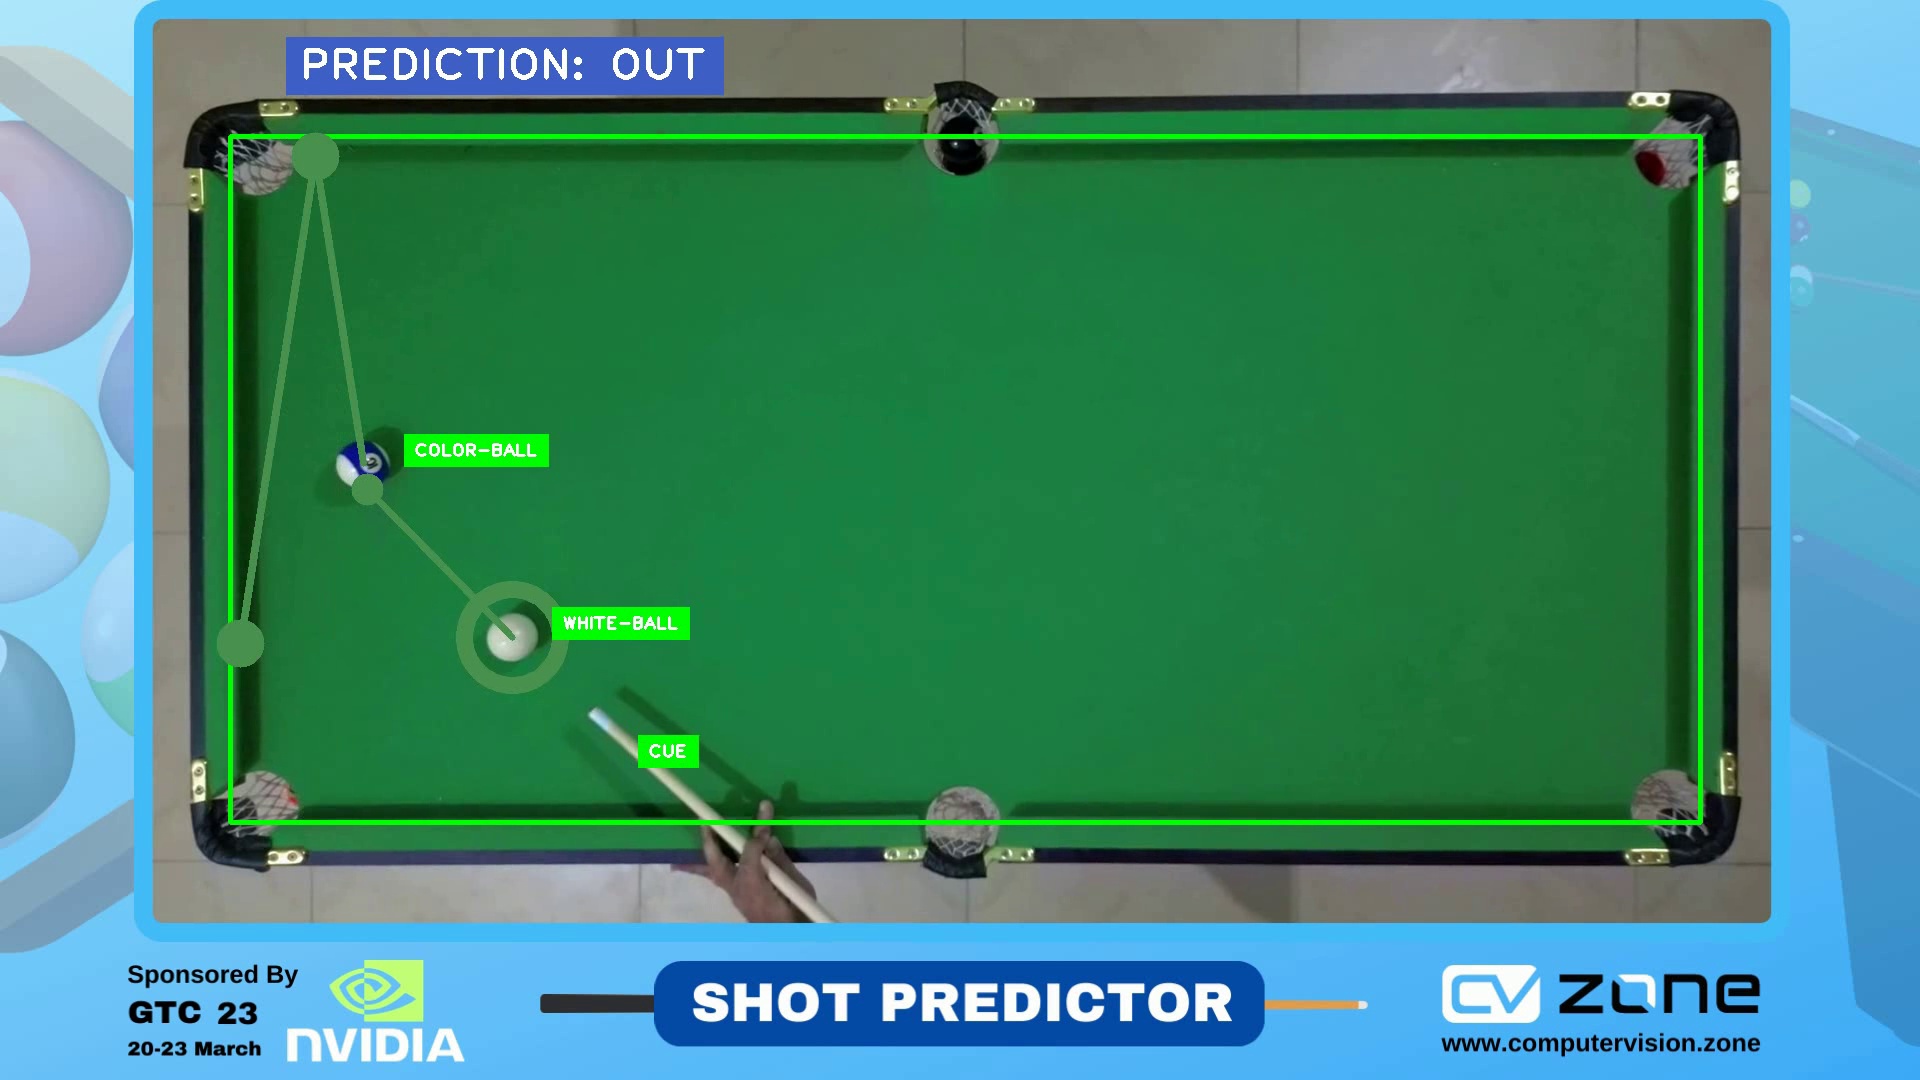 PREDICTION: OUT
COLOR-BALL
WHITE-BALL
CUE
Sponsored By
GTC 23
20-23 March
NVIDIA
SHOT PREDICTOR
CV zone
www.computervision.zone